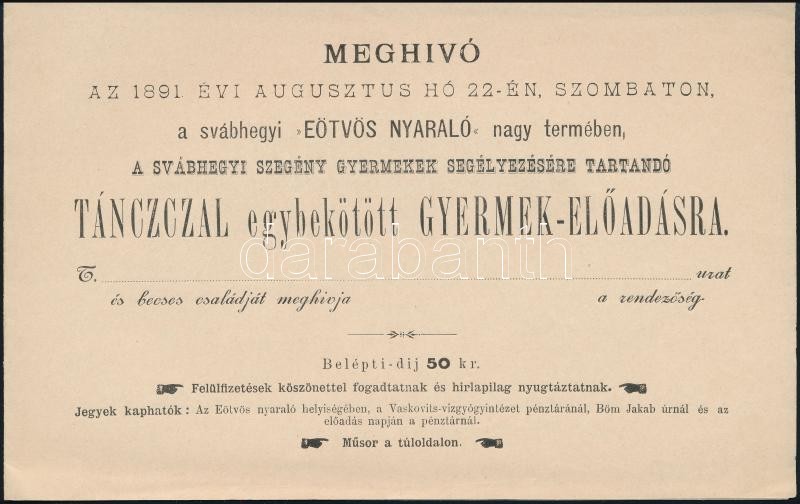 MEGHIVÓ
AZ 1891. ÉVI AUGUSZTUS HÓ 22-ÉN, SZOMBATON,
a svábhegyi »EÖTVÖS NYARALÓ« nagy termében,
A SVÁBHEGYI SZEGÉNY GYERMEKEK SEGÉLYEZÉSÉRE TARTANDÓ
TÁNCZCZAL egybekötött GYERMEK-ELŐADÁSRA.
darabanth
T. urat
és becses családját meghivja a rendezőség
Belépti-dij 50 kr.
Felülfizetések köszönettel fogadtatnak és hirlapilag nyugtáztatnak.
Jegyek kaphatók: Az Eötvös nyaraló helyiségében, a Vaskovits-vizgyógyintézet pénztáránál, Böm Jakab úrnál és az
előadás napján a pénztárnál.
Műsor a túloldalon.